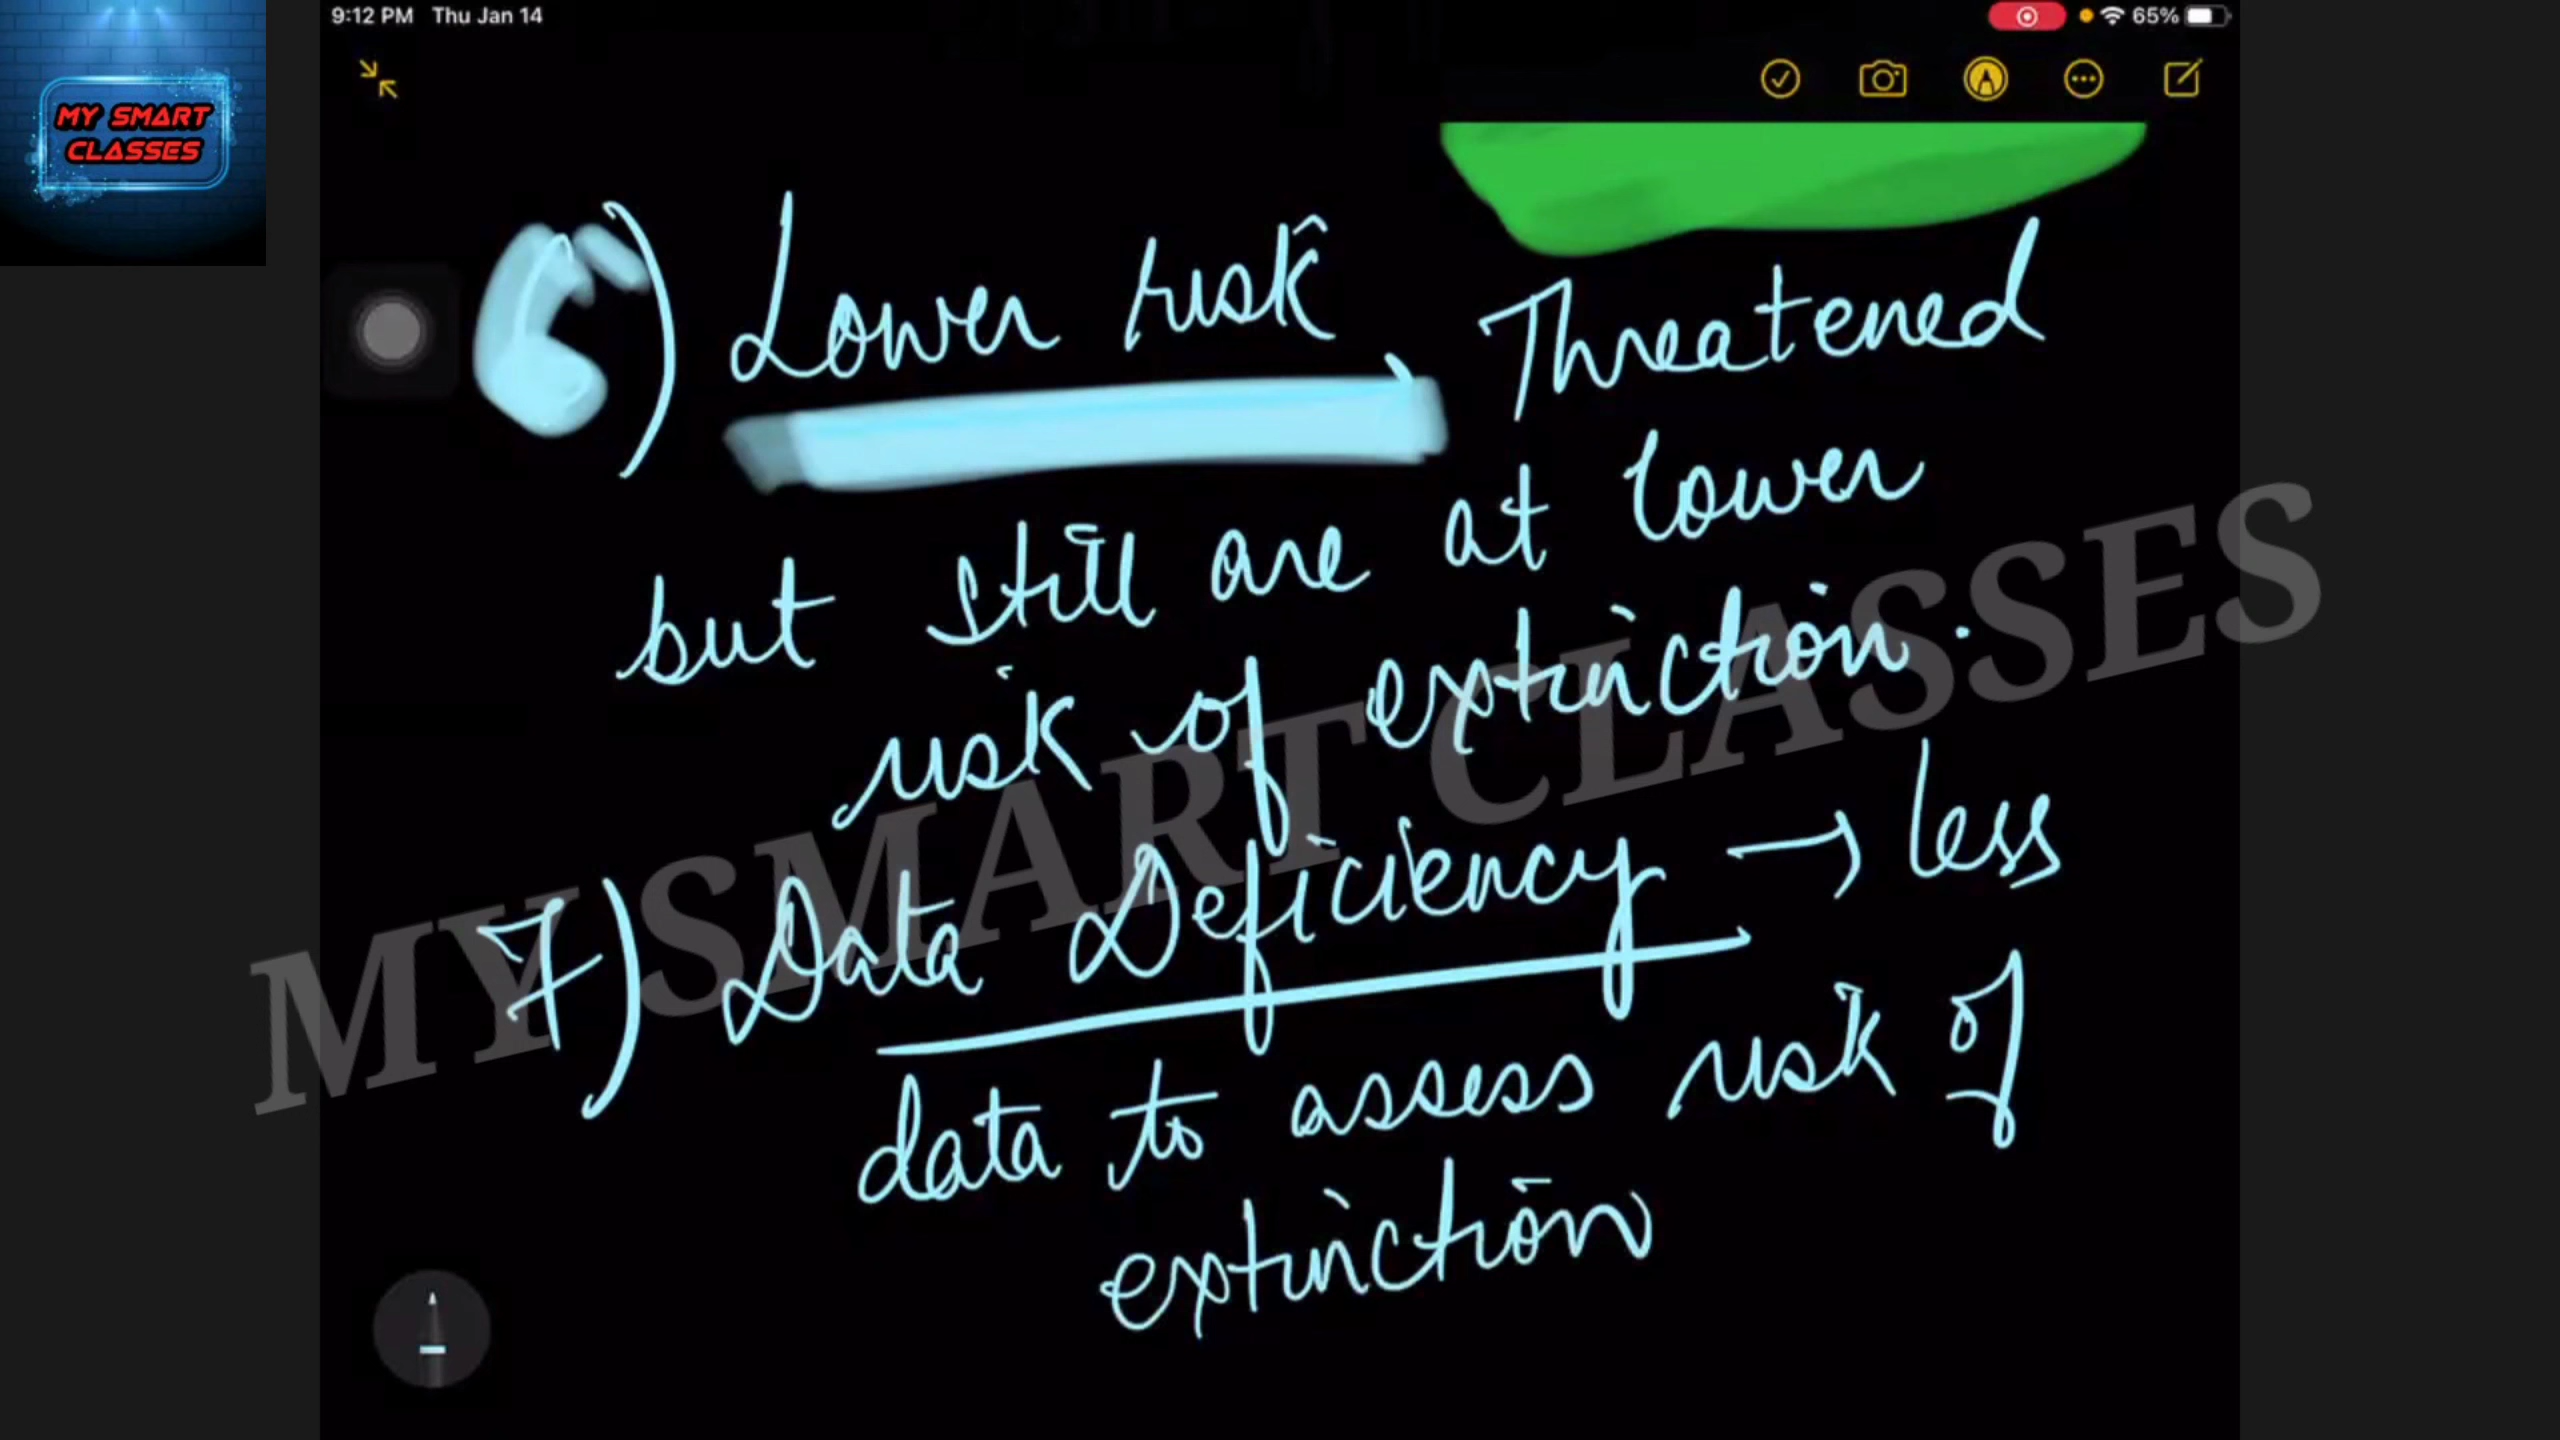 9:12 PM Thu Jan 14
65%
MY SMART
CLASSES
6) Lower risk Threatened
but still are at lower
risk of extinction.
7) Data Deficiency → less
data to assess risk of
extinction
MY SMART CLASSES